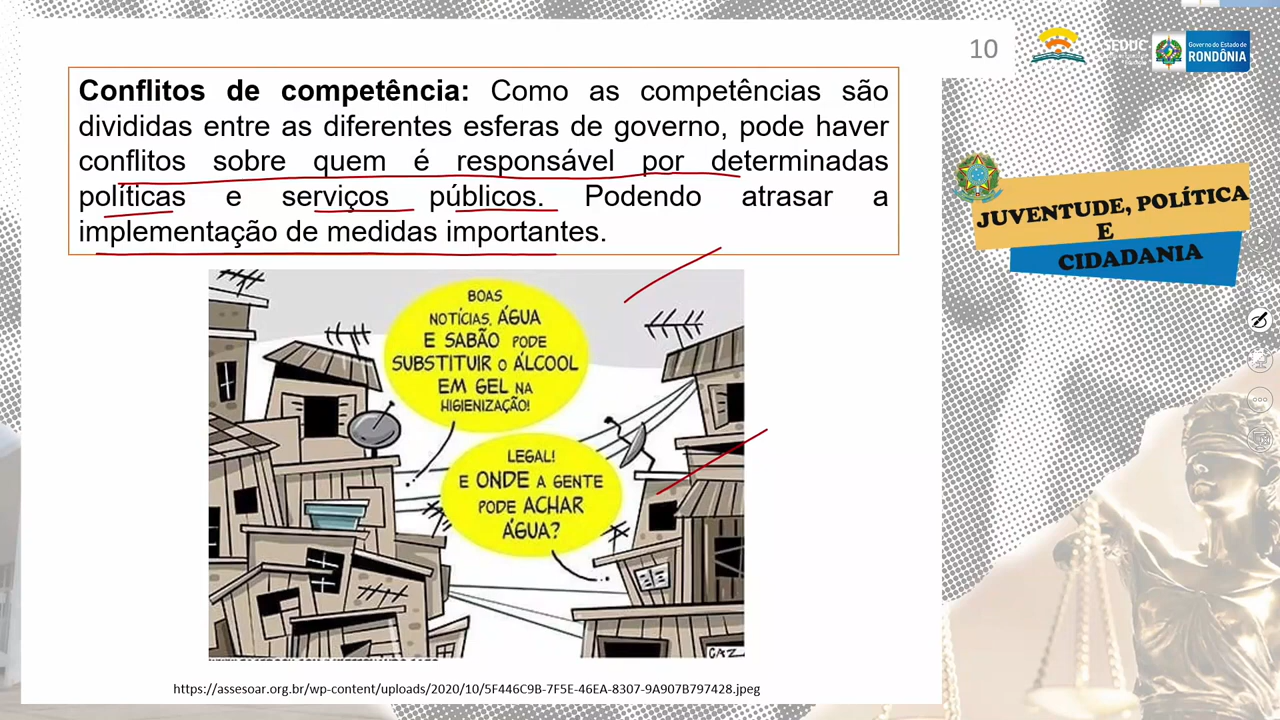 10
SEDUC
Governo do Estado de
RONDÔNIA
Conflitos de competência: Como as competências são
divididas entre as diferentes esferas de governo, pode haver
conflitos sobre quem é responsável por determinadas
políticas e serviços públicos. Podendo atrasar a
implementação de medidas importantes.
JUVENTUDE, POLÍTICA
E
CIDADANIA
BOAS
NOTÍCIAS, ÁGUA
E SABÃO PODE
SUBSTITUIR O ÁLCOOL
EM GEL NA
HIGIENIZAÇÃO!
LEGAL!
E ONDE A GENTE
PODE ACHAR
ÁGUA?
https://assesoar.org.br/wp-content/uploads/2020/10/5F446C9B-7F5E-46EA-8307-9A907B797428.jpeg